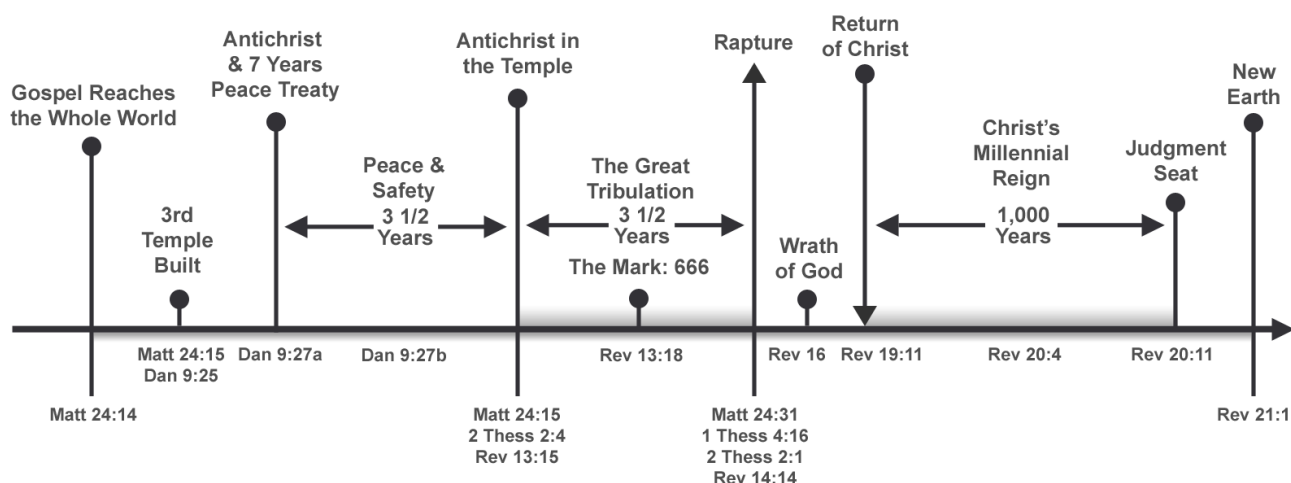 Gospel Reaches
the Whole World
3rd
Temple
Built
Antichrist
& 7 Years
Peace Treaty
Peace &
Safety
3 1/2
Years
Antichrist in
the Temple
The Great
Tribulation
3 1/2
Years
The Mark: 666
Rapture
Wrath
of God
Return
of Christ
Christ's
Millennial
Reign
1,000
Years
Judgment
Seat
New
Earth
Matt 24:14
Matt 24:15
Dan 9:25
Dan 9:27a
Dan 9:27b
Matt 24:15
2 Thess 2:4
Rev 13:15
Rev 13:18
Matt 24:31
1 Thess 4:16
2 Thess 2:1
Rev 14:14
Rev 16
Rev 19:11
Rev 20:4
Rev 20:11
Rev 21:1